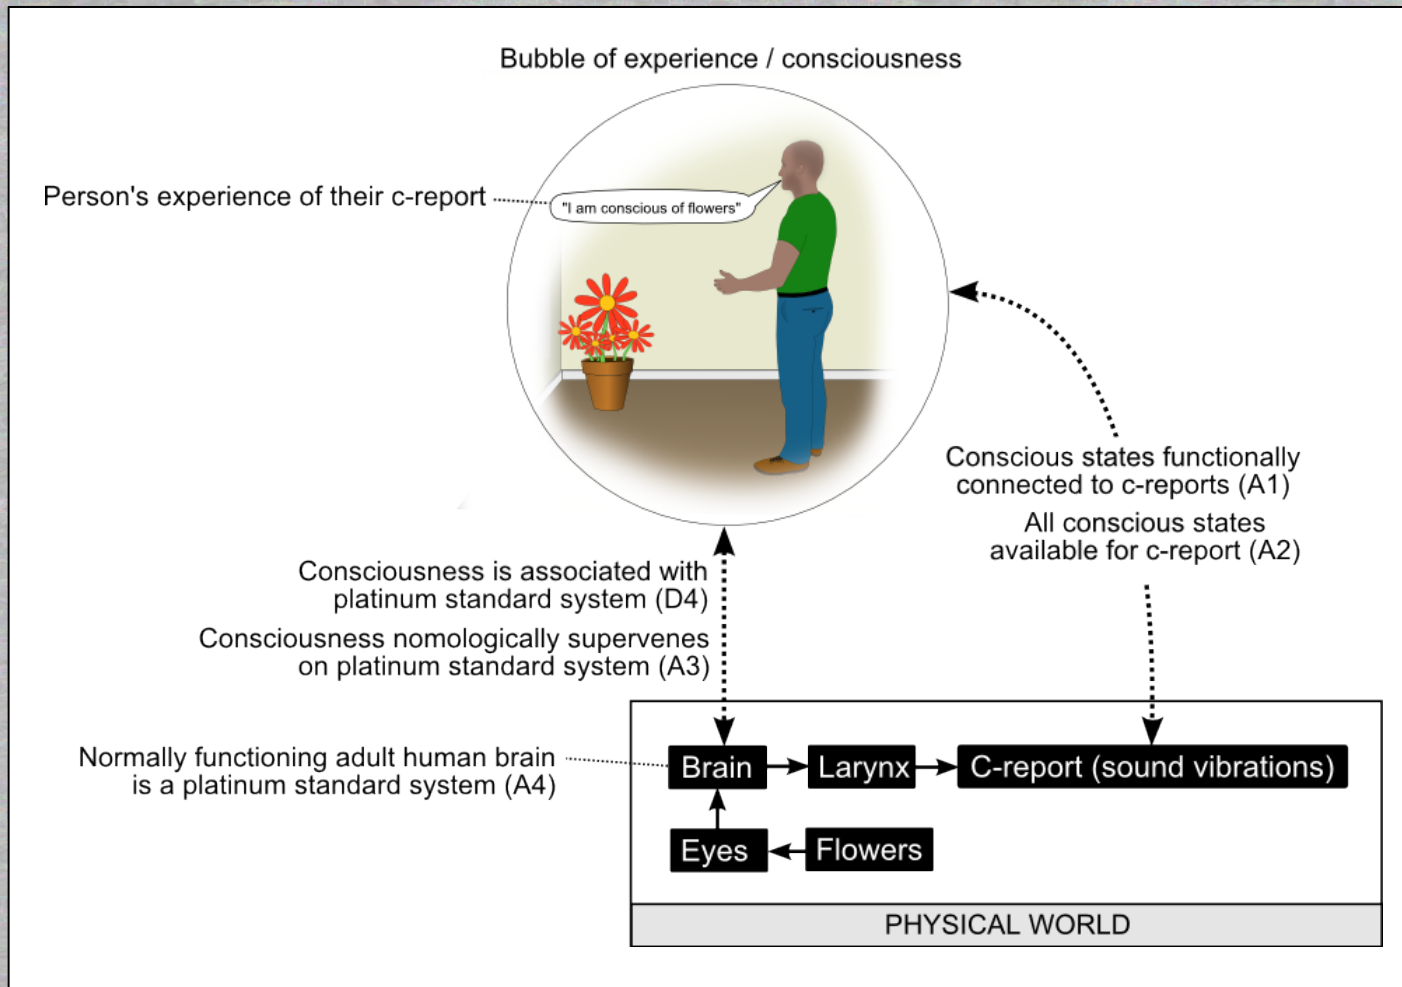 Bubble of experience / consciousness
Person's experience of their c-report
"I am conscious of flowers"
Conscious states functionally
connected to c-reports (A1)
All conscious states
available for c-report (A2)
Consciousness is associated with
platinum standard system (D4)
Consciousness nomologically supervenes
on platinum standard system (A3)
Normally functioning adult human brain
is a platinum standard system (A4)
Brain
Larynx
C-report (sound vibrations)
Eyes
Flowers
PHYSICAL WORLD